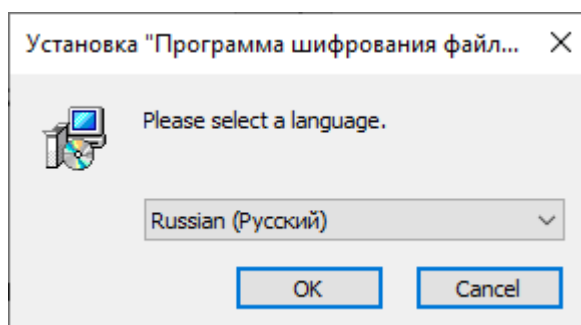 Установка "Программа шифрования файл...
Please select a language.
Russian (Русский)
OK
Cancel